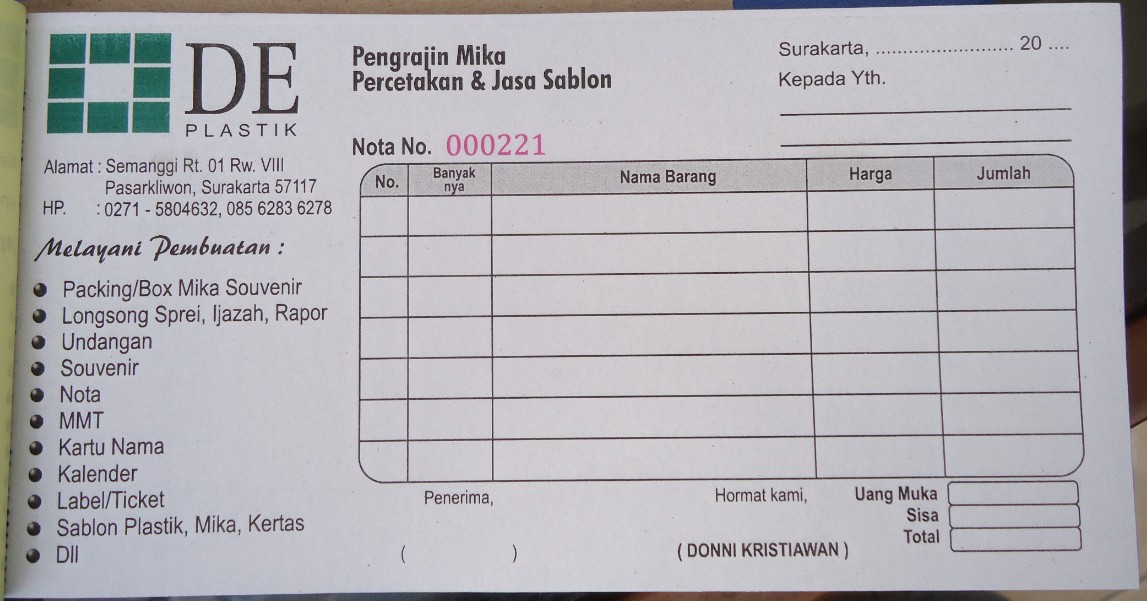 DE
PLASTIK
Alamat : Semanggi Rt. 01 Rw. VIII
Pasarkliwon, Surakarta 57117
HP. : 0271 - 5804632, 085 6283 6278
Melayani Pembuatan :
Packing/Box Mika Souvenir
Longsong Sprei, Ijazah, Rapor
Undangan
Souvenir
Nota
MMT
Kartu Nama
Kalender
Label/Ticket
Sablon Plastik, Mika, Kertas
Dll
Pengrajin Mika
Percetakan & Jasa Sablon
Surakarta, .......................... 20 ....
Kepada Yth.
Nota No. 000221
No. Banyak nya Nama Barang Harga Jumlah
Penerima, Hormat kami, Uang Muka
Sisa
Total
( ) ( DONNI KRISTIAWAN )